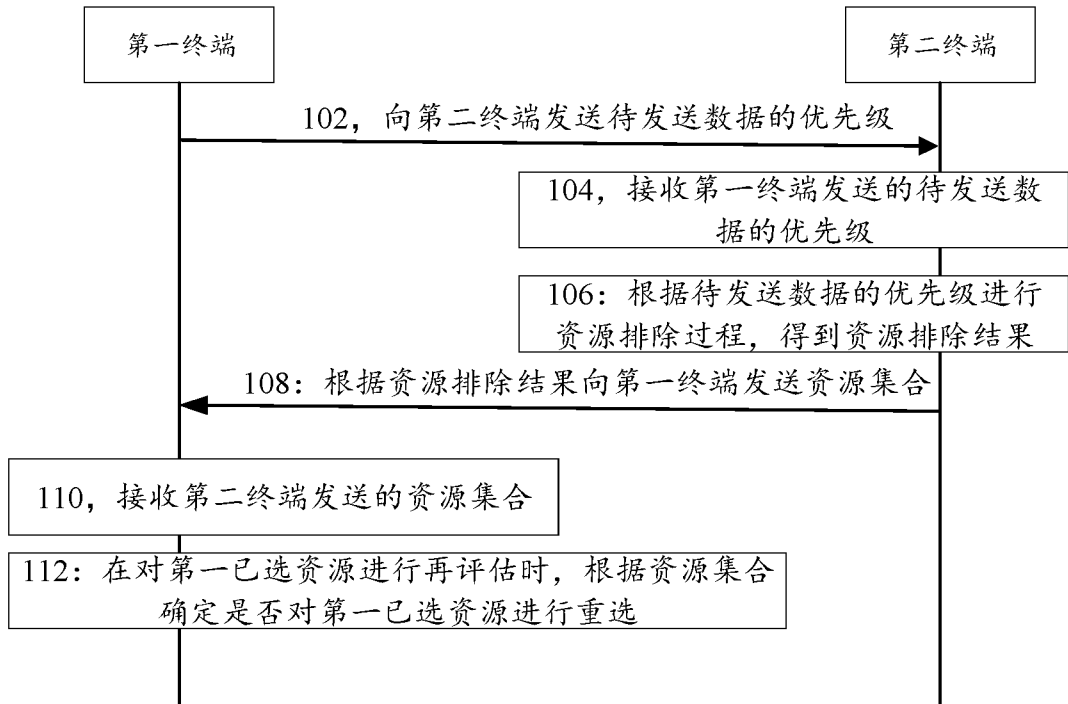 第一终端
第二终端
102，向第二终端发送待发送数据的优先级
104，接收第一终端发送的待发送数
据的优先级
106：根据待发送数据的优先级进行
资源排除过程，得到资源排除结果
108：根据资源排除结果向第一终端发送资源集合
110，接收第二终端发送的资源集合
112：在对第一已选资源进行再评估时，根据资源集合
确定是否对第一已选资源进行重选